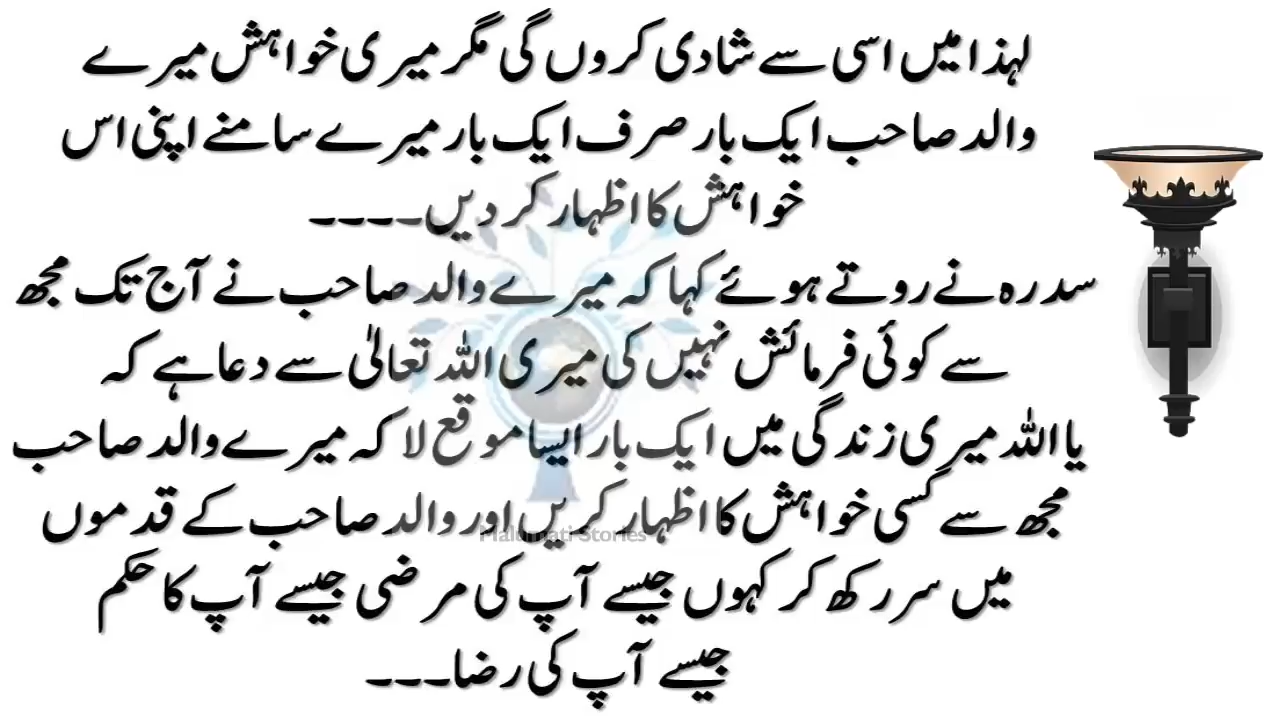 لہذا میں اسی سے شادی کروں گی مگر میری خواہش میرے
والد صاحب ایک بار صرف ایک بار میرے سامنے اپنی اس
خواہش کا اظہار کر دیں۔۔۔۔
سدرہ نے روتے ہوئے کہا کہ میرے والد صاحب نے آج تک مجھ
سے کوئی فرمائش نہیں کی میری اللہ تعالیٰ سے دعا ہے کہ
یا اللہ میری زندگی میں ایک بار ایسا موقع لا کہ میرے والد صاحب
مجھ سے کسی خواہش کا اظہار کریں اور والد صاحب کے قدموں
Malumati Stories
میں سر رکھ کر کہوں جیسے آپ کی مرضی جیسے آپ کا حکم
جیسے آپ کی رضا۔۔۔